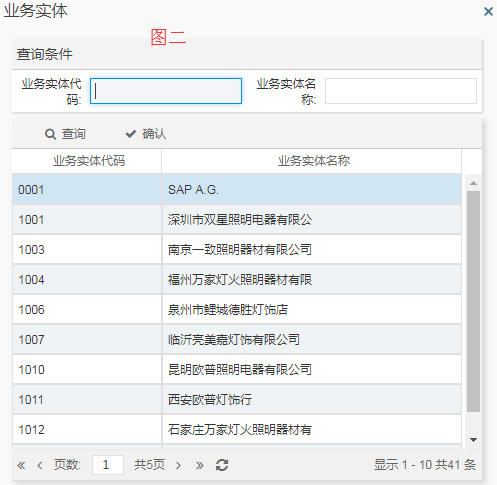 业务实体
图二
查询条件
业务实体代
码:
业务实体名
称:
查询 确认
业务实体代码 业务实体名称
0001 SAP A.G.
1001 深圳市双星照明电器有限公
1003 南京一致照明器材有限公司
1004 福州万家灯火照明器材有限
1006 泉州市鲤城德胜灯饰店
1007 临沂亮美嘉灯饰有限公司
1010 昆明欧普照明电器有限公司
1011 西安欧普灯饰行
1012 石家庄万家灯火照明器材有
页数: 1 共5页 显示 1 - 10 共41 条